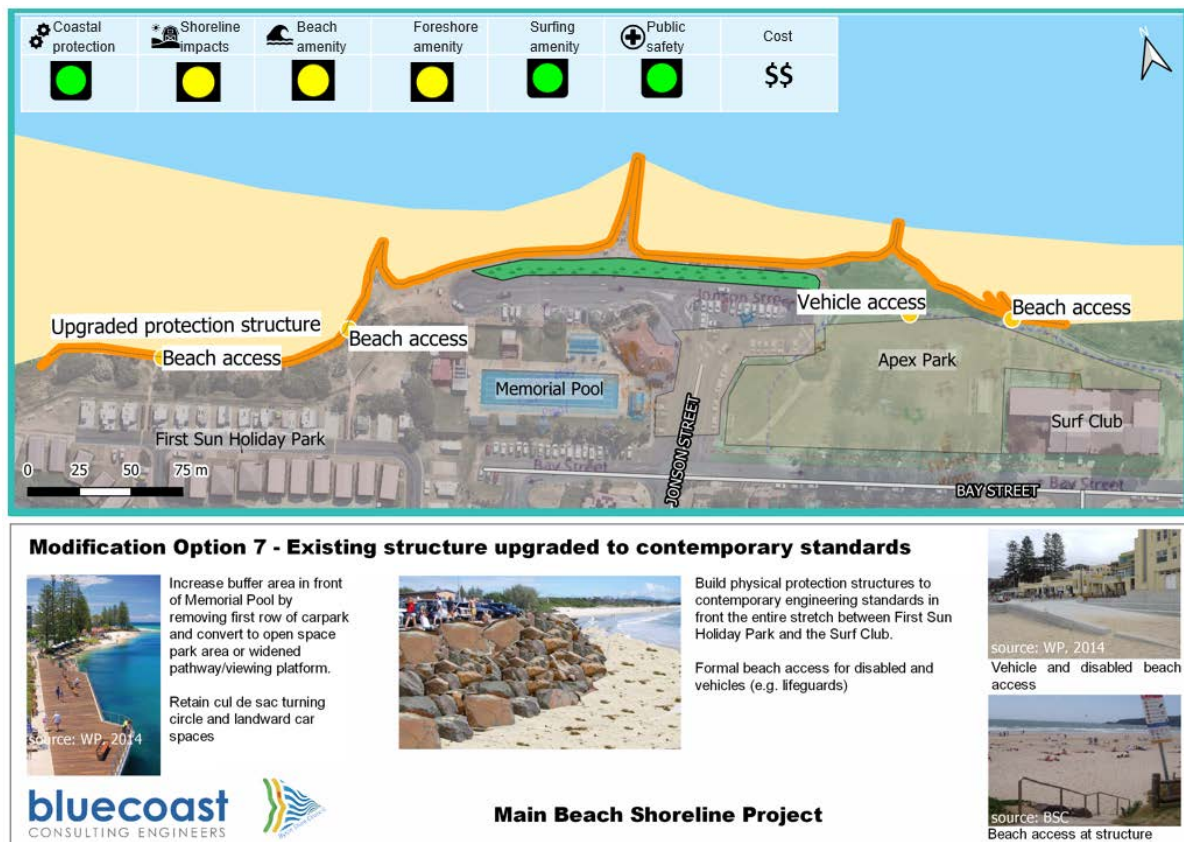 Coastal protection
Shoreline impacts
Beach amenity
Foreshore amenity
Surfing amenity
Public safety
Cost
$$
N
Vehicle access
Jonson Street
Beach access
Upgraded protection structure
Beach access
Beach access
Apex Park
Memorial Pool
Surf Club
First Sun Holiday Park
JONSON STREET
Bay Street
Bay Street
BAY STREET
0 25 50 75 m
Modification Option 7 - Existing structure upgraded to contemporary standards
Increase buffer area in front
of Memorial Pool by
removing first row of carpark
and convert to open space
park area or widened
pathway/viewing platform.
Retain cul de sac turning
circle and landward car
spaces
source: WP, 2014
Build physical protection structures to
contemporary engineering standards in
front the entire stretch between First Sun
Holiday Park and the Surf Club.
Formal beach access for disabled and
vehicles (e.g. lifeguards)
source: WP, 2014
Vehicle and disabled beach
access
source: BSC
Beach access at structure
bluecoast
CONSULTING ENGINEERS
Main Beach Shoreline Project